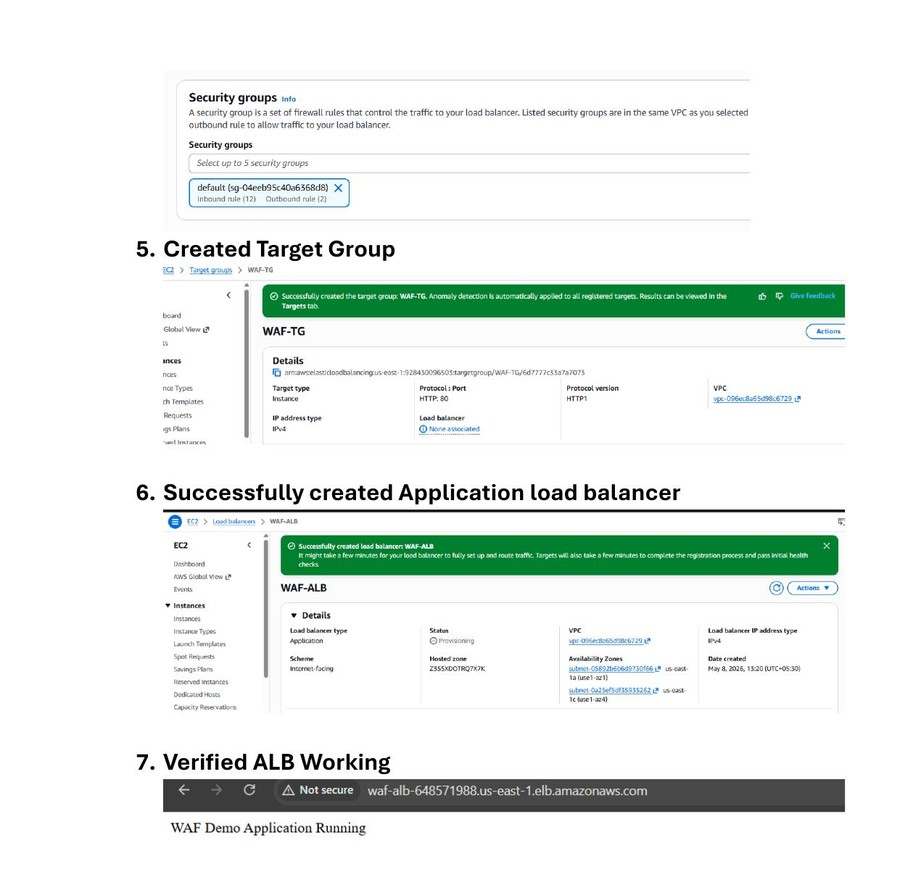 Security groups Info
A security group is a set of firewall rules that control the traffic to your load balancer. Listed security groups are in the same VPC as you selected
outbound rule to allow traffic to your load balancer.
Security groups
Select up to 5 security groups
default (sg-04eeb95c40a6368d8)
Inbound rule (12) Outbound rule (2)
5. Created Target Group
EC2 > Target groups > WAF-TG
Successfully created the target group: WAF-TG. Anomaly detection is automatically applied to all registered targets. Results can be viewed in the
Targets tab.
Give feedback
board
Global View
ts
inces
nces
nce Types
ch Templates
Requests
gs Plans
ved Instances
WAF-TG
Actions
Details
arn:aws:elasticloadbalancing:us-east-1:928430096503:targetgroup/WAF-TG/6d7777c33a7a7073
Target type
Instance
Protocol : Port
HTTP: 80
Protocol version
HTTP1
VPC
vpc-096ec8a65d98c6729
IP address type
IPv4
Load balancer
None associated
6. Successfully created Application load balancer
EC2 > Load balancers > WAF-ALB
EC2
Dashboard
AWS Global View
Events
Instances
Instances
Instance Types
Launch Templates
Spot Requests
Savings Plans
Reserved Instances
Dedicated Hosts
Capacity Reservations
Successfully created load balancer: WAF-ALB
It might take a few minutes for your load balancer to fully set up and route traffic. Targets will also take a few minutes to complete the registration process and pass initial health
checks.
WAF-ALB
Actions
Details
Load balancer type
Application
Status
Provisioning
VPC
vpc-096ec8a65d98c6729
Load balancer IP address type
IPv4
Scheme
Internet-facing
Hosted zone
Z35SXDOTRQ7X7K
Availability Zones
subnet-05892b6b6d9730f66 us-east-
1a (use1-az1)
subnet-0a25ef5df35935262 us-east-
1c (use1-az4)
Date created
May 8, 2026, 13:20 (UTC+05:30)
7. Verified ALB Working
Not secure waf-alb-648571988.us-east-1.elb.amazonaws.com
WAF Demo Application Running